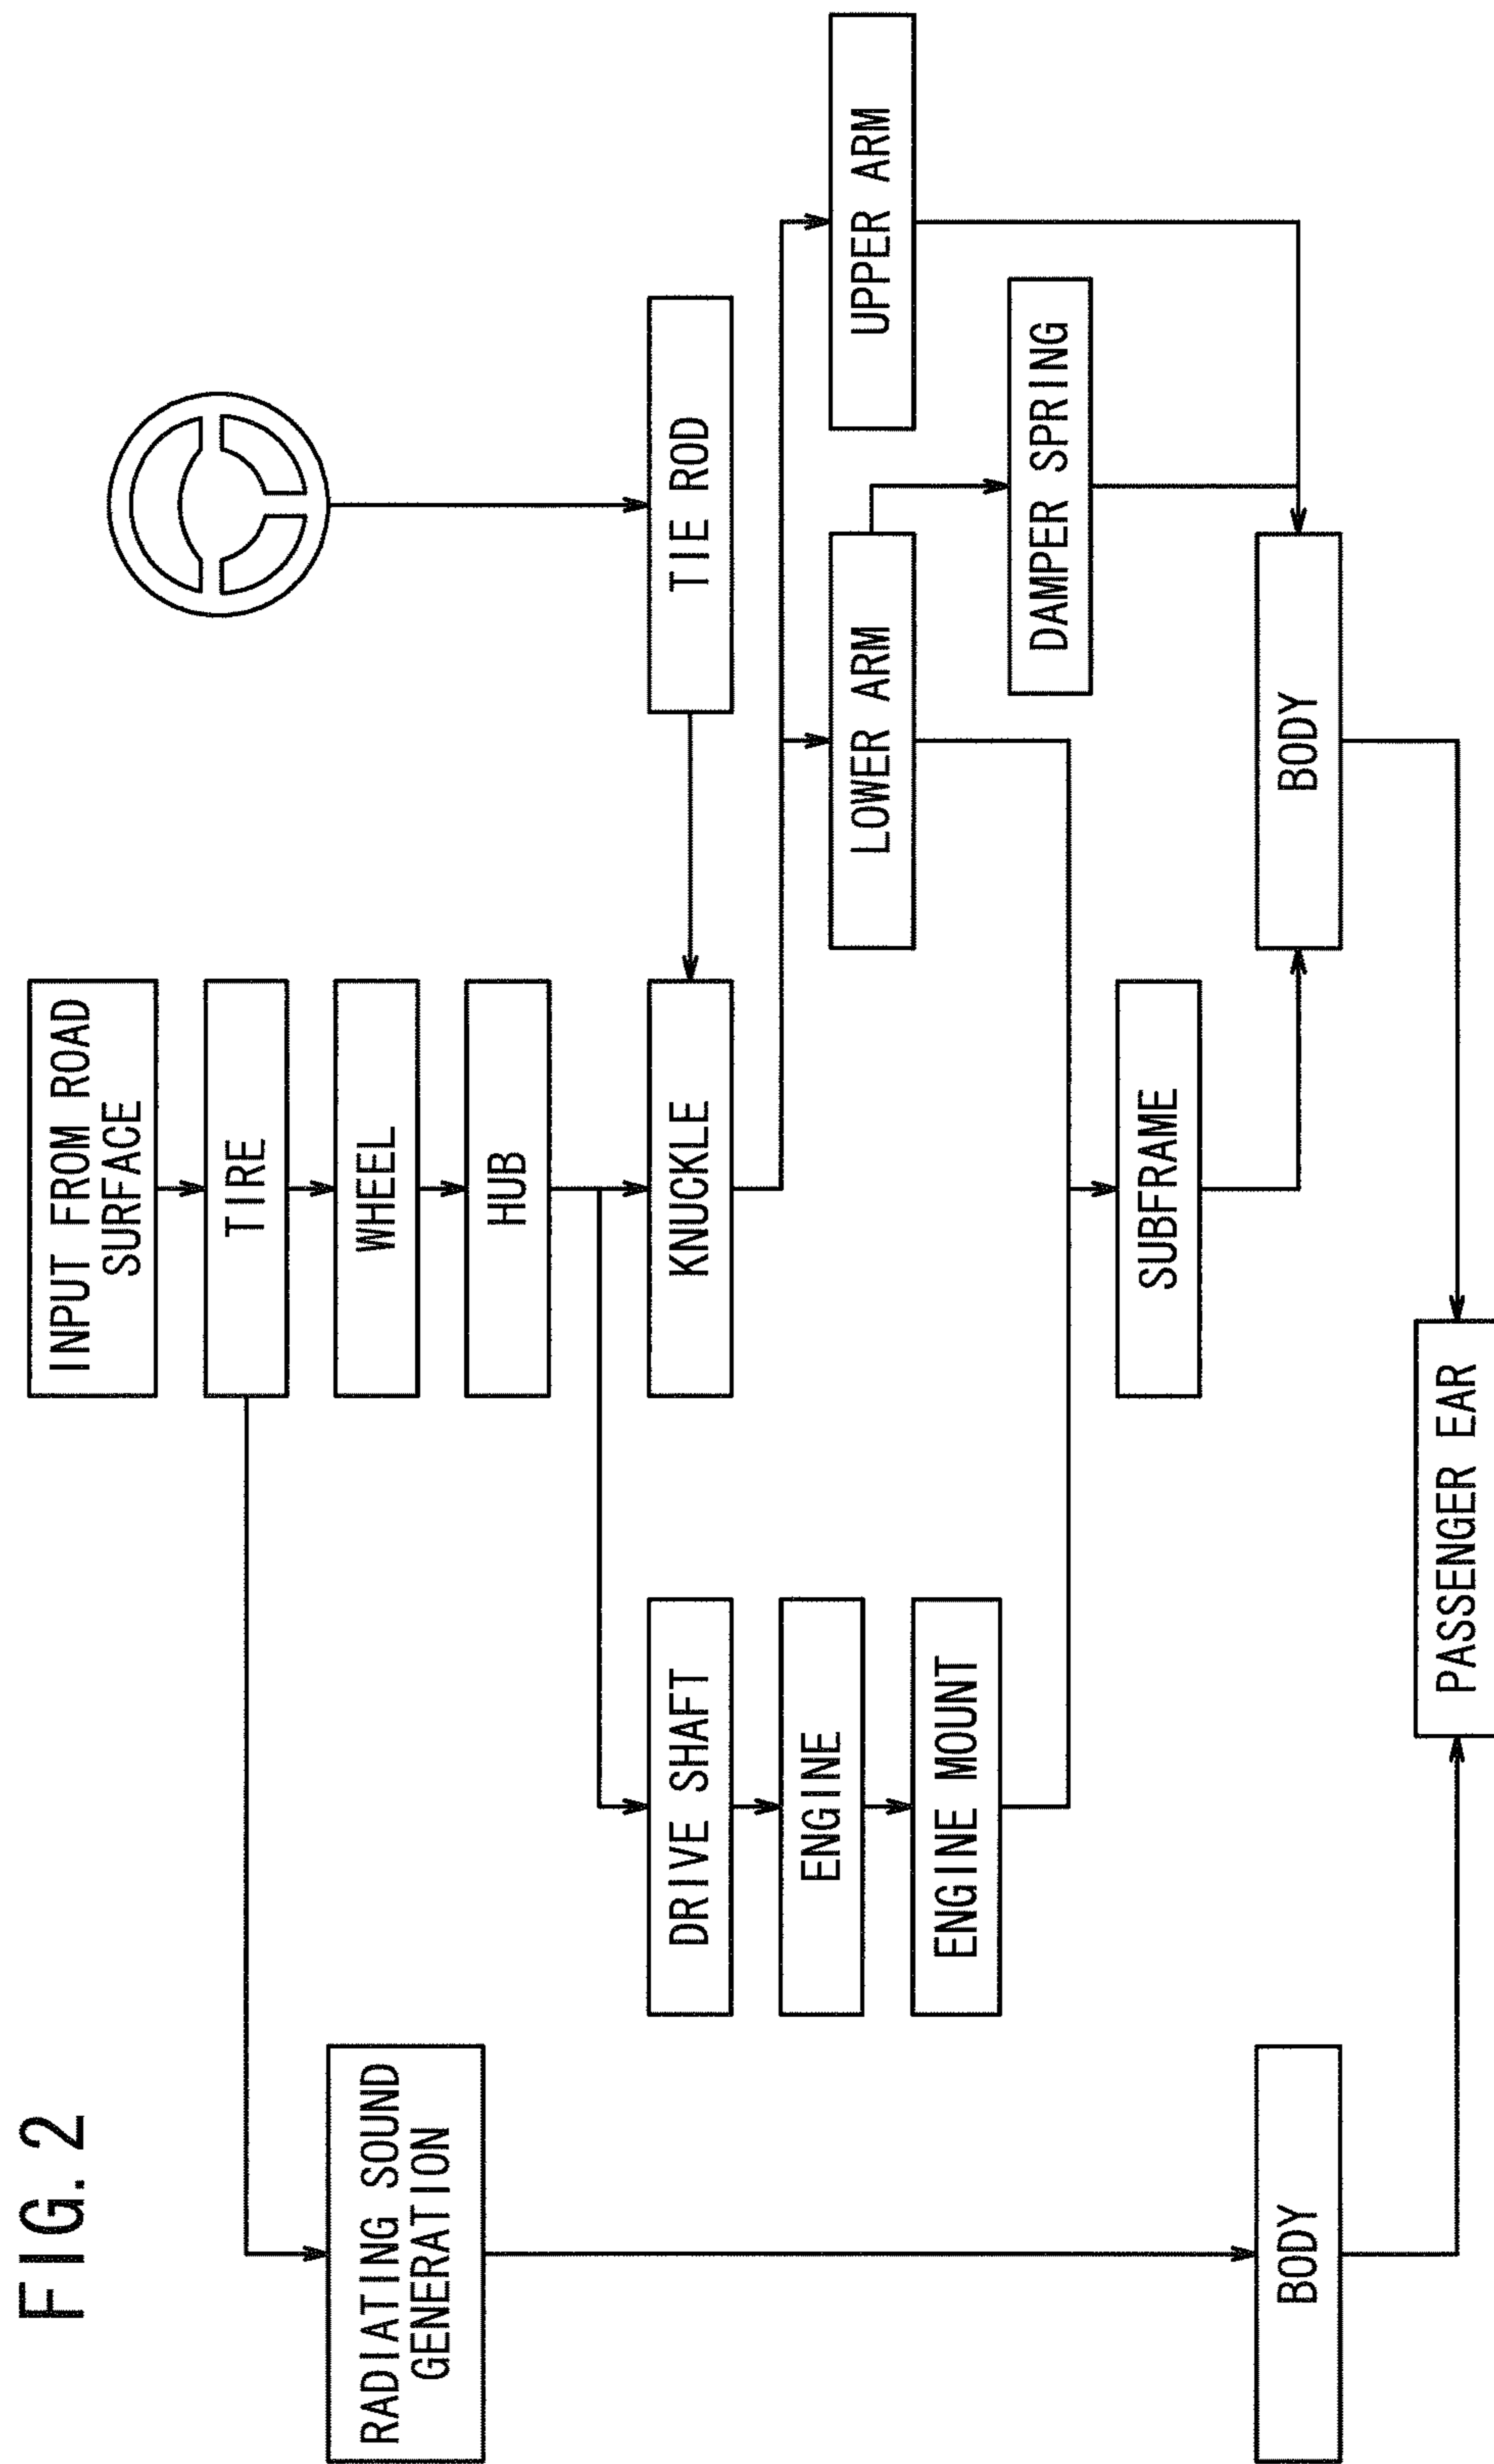 FIG. 2
INPUT FROM ROAD
SURFACE
TIRE
RADIATING SOUND
GENERATION
WHEEL
HUB
DRIVE SHAFT
KNUCKLE
TIE ROD
ENGINE
LOWER ARM
UPPER ARM
ENGINE MOUNT
DAMPER SPRING
SUBFRAME
BODY
BODY
PASSENGER EAR